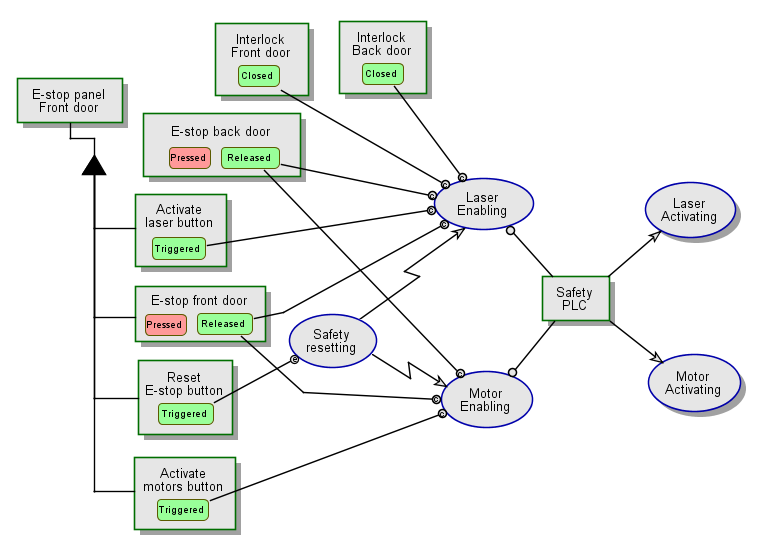 Interlock
Front door
Closed
Interlock
Back door
Closed
E-stop panel
Front door
E-stop back door
Pressed
Released
Activate
laser button
Triggered
Laser
Enabling
Laser
Activating
E-stop front door
Pressed
Released
Safety
resetting
Safety
PLC
Reset
E-stop button
Triggered
Motor
Enabling
Motor
Activating
Activate
motors button
Triggered
c
c
c
c
c
e
c
c
c